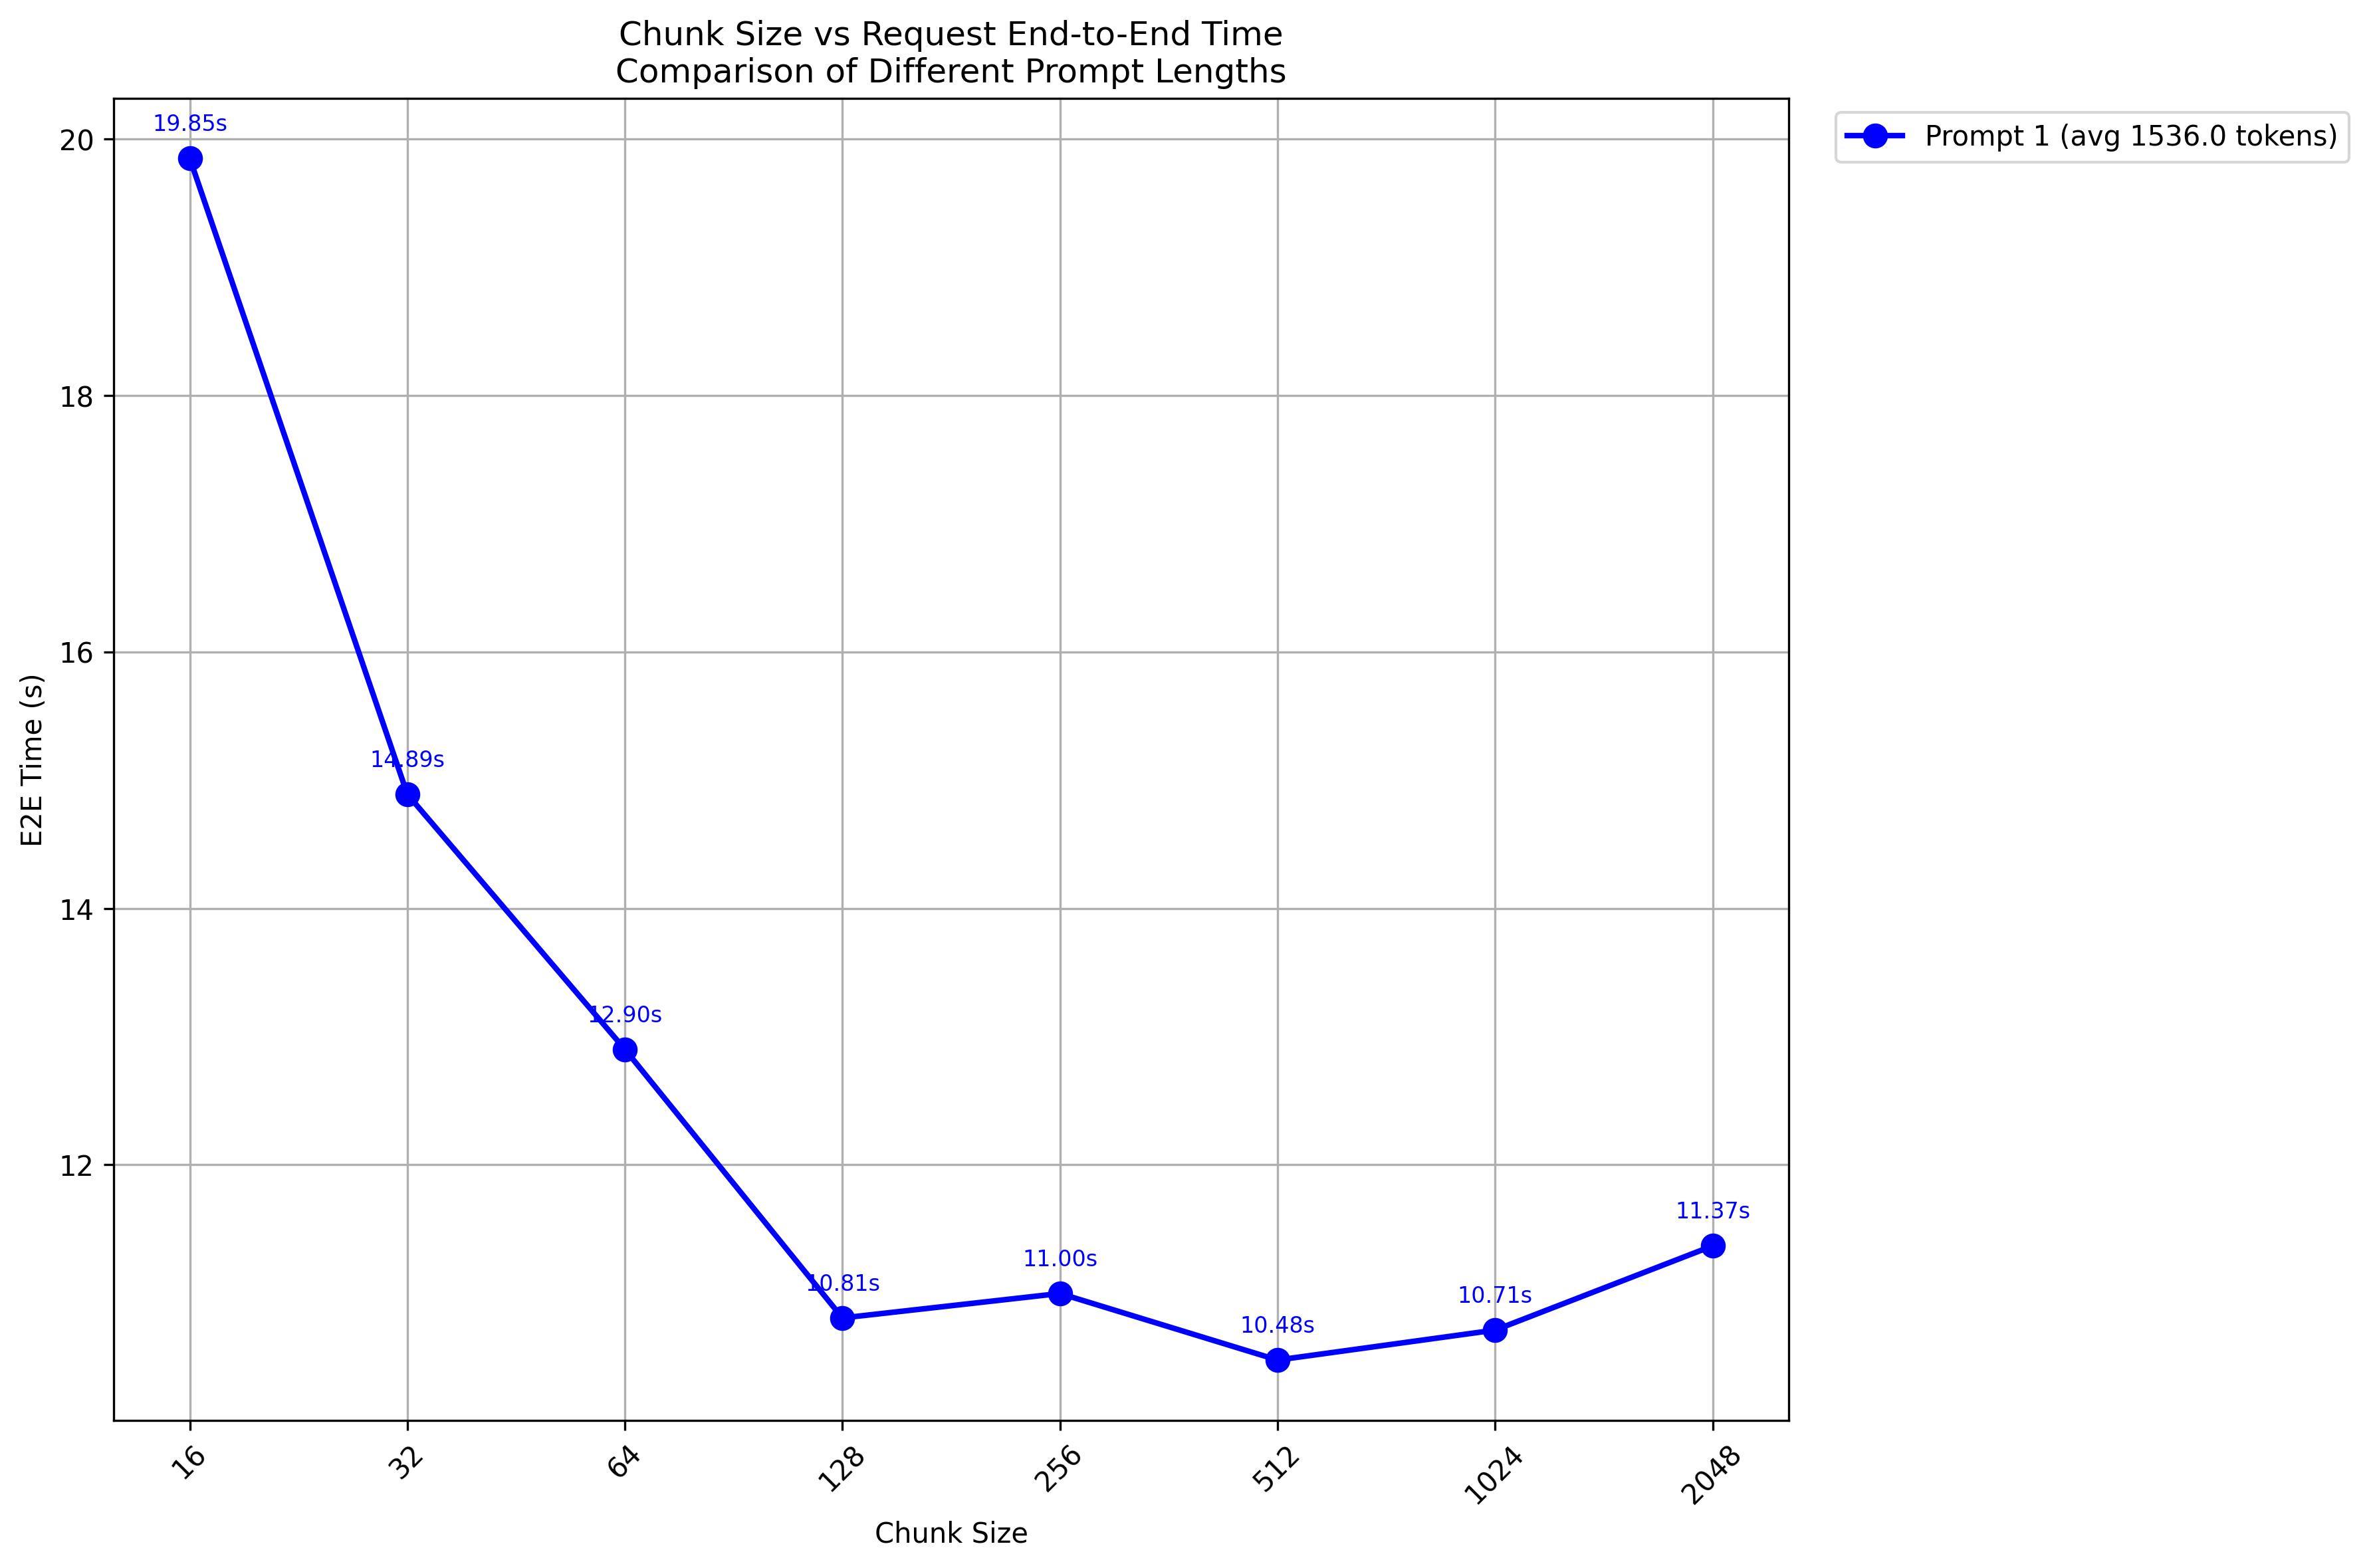 Chunk Size vs Request End-to-End Time
Comparison of Different Prompt Lengths
Prompt 1 (avg 1536.0 tokens)
E2E Time (s)
20
18
16
14
12
19.85s
14.89s
12.90s
10.81s
11.00s
10.48s
10.71s
11.37s
16
32
64
128
256
512
1024
2048
Chunk Size